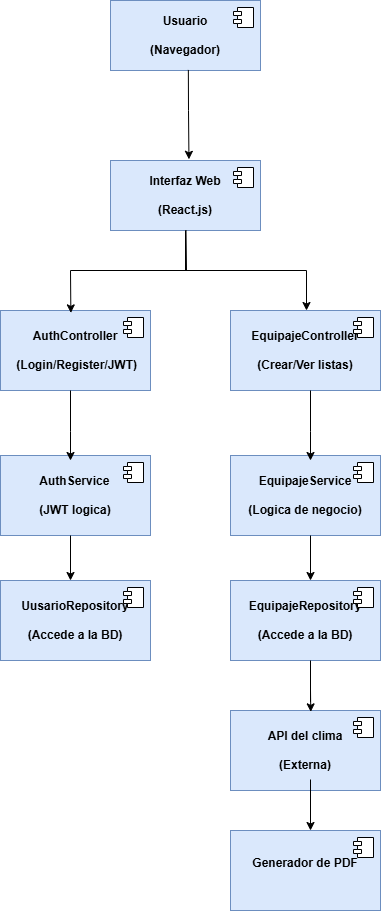 Usuario
(Navegador)
Interfaz Web
(React.js)
AuthController
(Login/Register/JWT)
EquipajeController
(Crear/Ver listas)
AuthService
(JWT logica)
EquipajeService
(Logica de negocio)
UusarioRepository
(Accede a la BD)
EquipajeRepository
(Accede a la BD)
API del clima
(Externa)
Generador de PDF